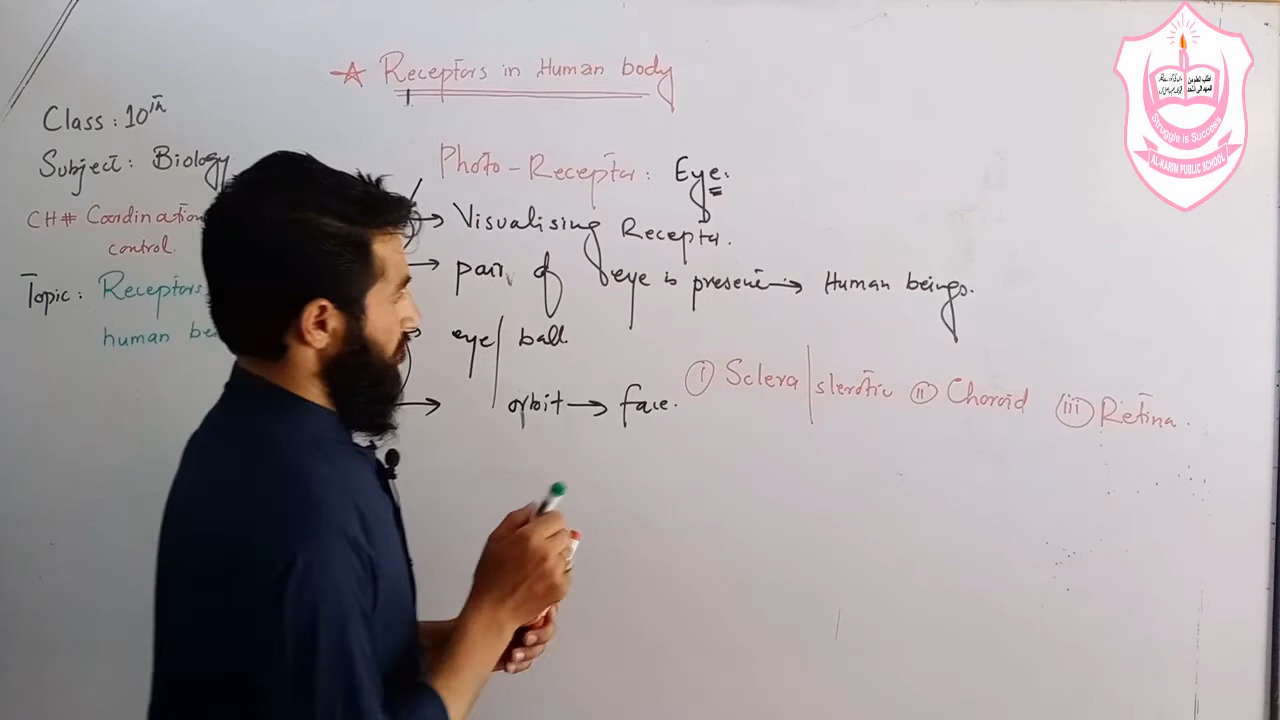 ★ Receptors in Human body
Class: 10th
Subject: Biology
CH# Coordination
control.
Topic: Receptors
human be
Photo-Receptor: Eye.
→ Visualising Receptor.
→ pair of eye is present → Human beings.
eye/ball
orbit → face.
(i) Sclera/slerotic (ii) Choroid (iii) Retina.
Struggle is Success
AL-KARIM PUBLIC SCHOOL